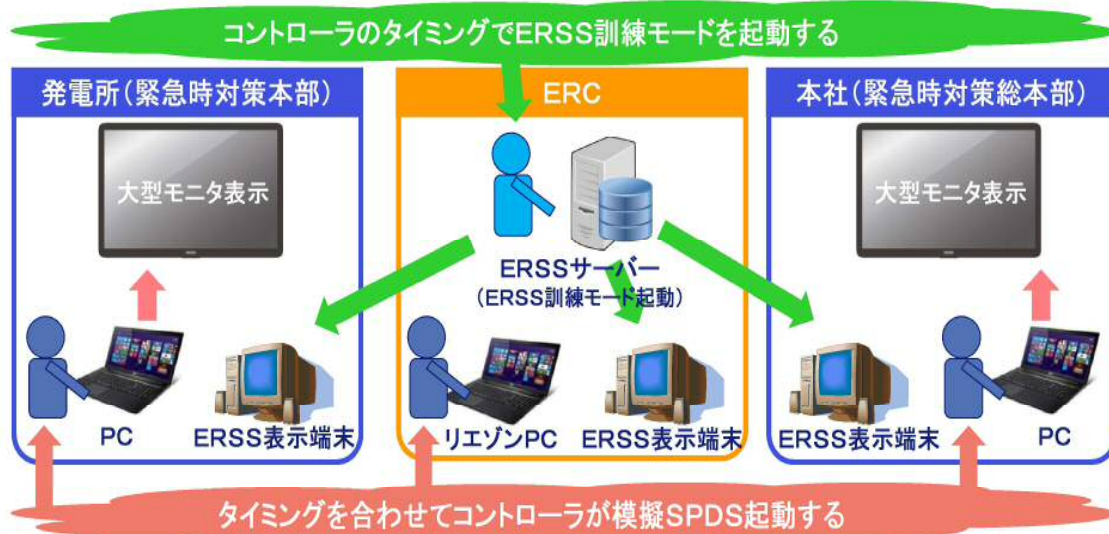 コントローラのタイミングでERSS訓練モードを起動する
発電所(緊急時対策本部)
ERC
本社(緊急時対策総本部)
大型モニタ表示
大型モニタ表示
ERSSサーバー
(ERSS訓練モード起動)
PC
ERSS表示端末
リエゾンPC
ERSS表示端末
ERSS表示端末
PC
タイミングを合わせてコントローラが模擬SPDS起動する